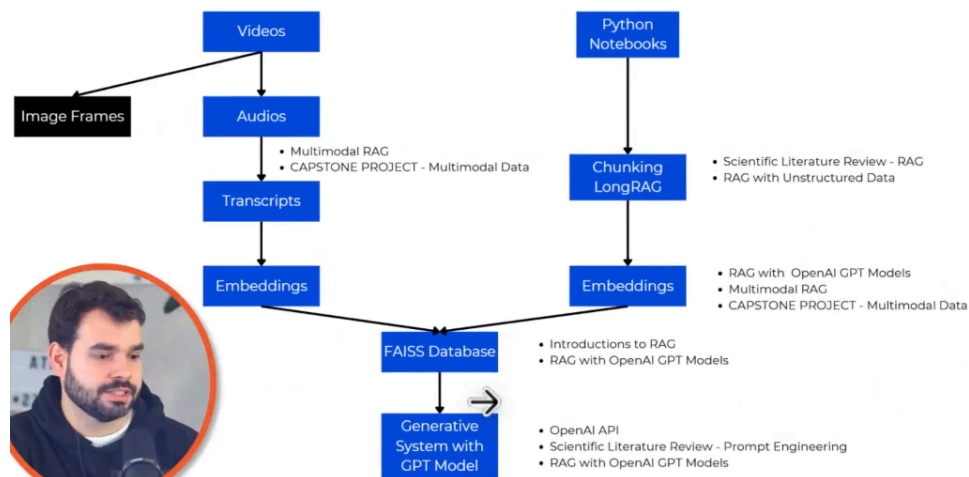 Videos
Python
Notebooks
Image Frames
Audios
• Multimodal RAG
• CAPSTONE PROJECT - Multimodal Data
Chunking
LongRAG
• Scientific Literature Review - RAG
• RAG with Unstructured Data
Transcripts
Embeddings
Embeddings
• RAG with OpenAI GPT Models
• Multimodal RAG
• CAPSTONE PROJECT - Multimodal Data
FAISS Database
• Introductions to RAG
• RAG with OpenAI GPT Models
Generative
System with
GPT Model
• OpenAI API
• Scientific Literature Review - Prompt Engineering
• RAG with OpenAI GPT Models